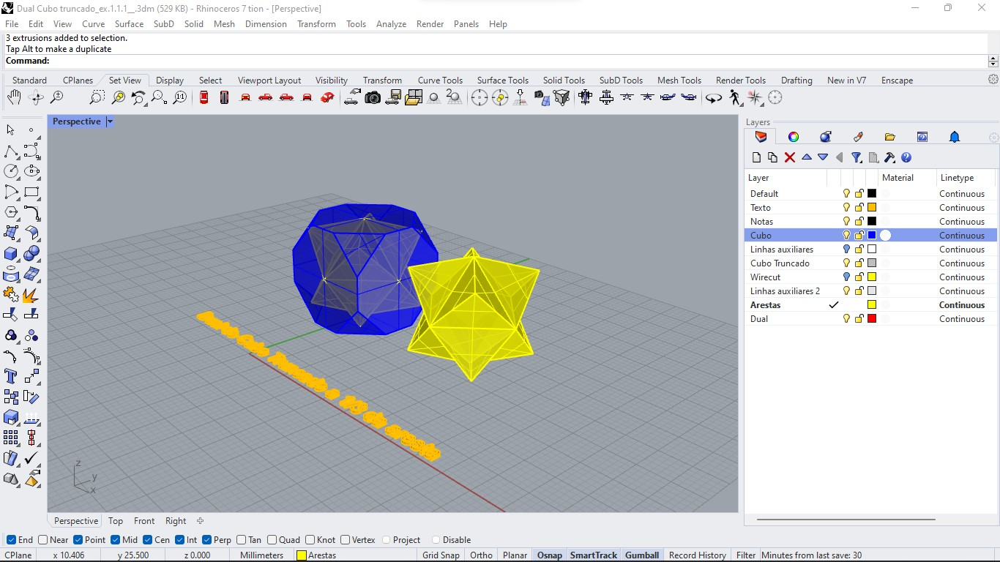 Dual Cubo truncado_ex.1.1.1__.3dm (529 KB) - Rhinoceros 7 tion - [Perspective]
File Edit View Curve Surface SubD Solid Mesh Dimension Transform Tools Analyze Render Panels Help
3 extrusions added to selection.
Tap Alt to make a duplicate
Command:
Standard CPlanes Set View Display Select Viewport Layout Visibility Transform Curve Tools Surface Tools Solid Tools SubD Tools Mesh Tools Render Tools Drafting New in V7 Enscape
Perspective
Layers
Layer Material Linetype
Default Continuous
Texto Continuous
Notas Continuous
Cubo Continuous
Linhas auxiliares Continuous
Cubo Truncado Continuous
Wirecut Continuous
Linhas auxiliares 2 Continuous
Arestas Continuous
Dual Continuous
z
y
x
Perspective Top Front Right
End Near Point Mid Cen Int Perp Tan Quad Knot Vertex Project Disable
CPlane x 10.406 y 25.500 z 0.000 Millimeters Arestas Grid Snap Ortho Planar Osnap SmartTrack Gumball Record History Filter Minutes from last save: 30